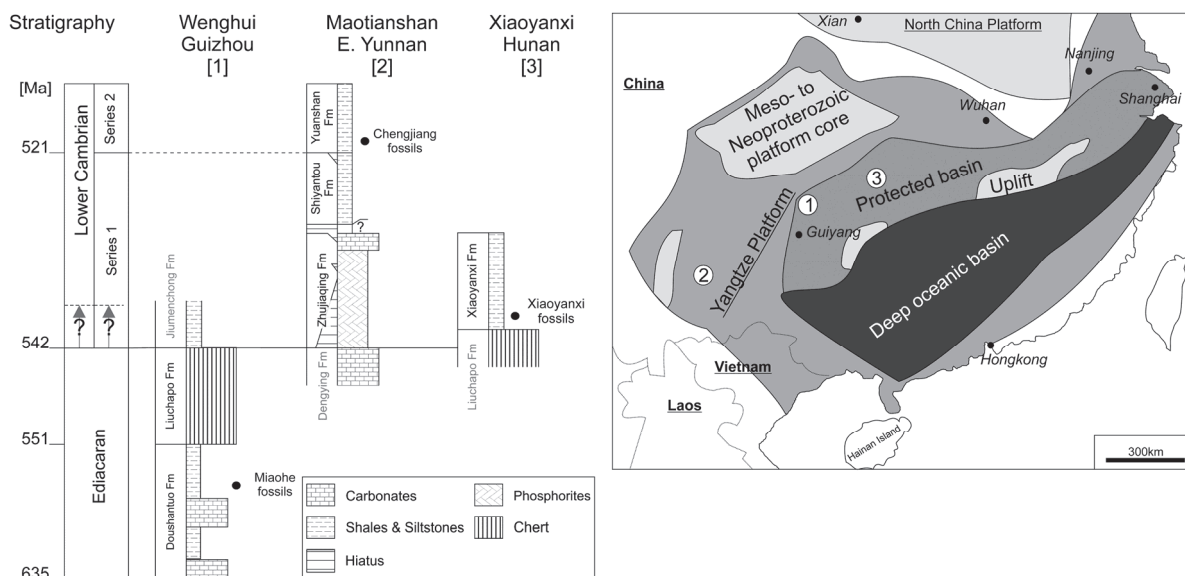 Stratigraphy
Wenghui
Guizhou
[1]
Maotianshan
E. Yunnan
[2]
Xiaoyanxi
Hunan
[3]
[Ma]
521
542
551
635
Lower Cambrian
Ediacaran
Series 2
Series 1
?
?
Jiumenchong Fm
Liuchapo Fm
Doushantuo Fm
Miaohe
fossils
Yuanshan
Fm
Shiyantou
Fm
Zhujiaqing Fm
Dengying Fm
?
Chengjiang
fossils
Xiaoyanxi Fm
Liuchapo Fm
Xiaoyanxi
fossils
Carbonates
Phosphorites
Shales & Siltstones
Chert
Hiatus
Xian
North China Platform
Nanjing
China
Shanghai
Wuhan
Meso- to
Neoproterozoic
platform core
3
Protected basin
Uplift
1
Guiyang
Yangtze Platform
2
Deep oceanic basin
Hongkong
Vietnam
Laos
Hainan Island
300km